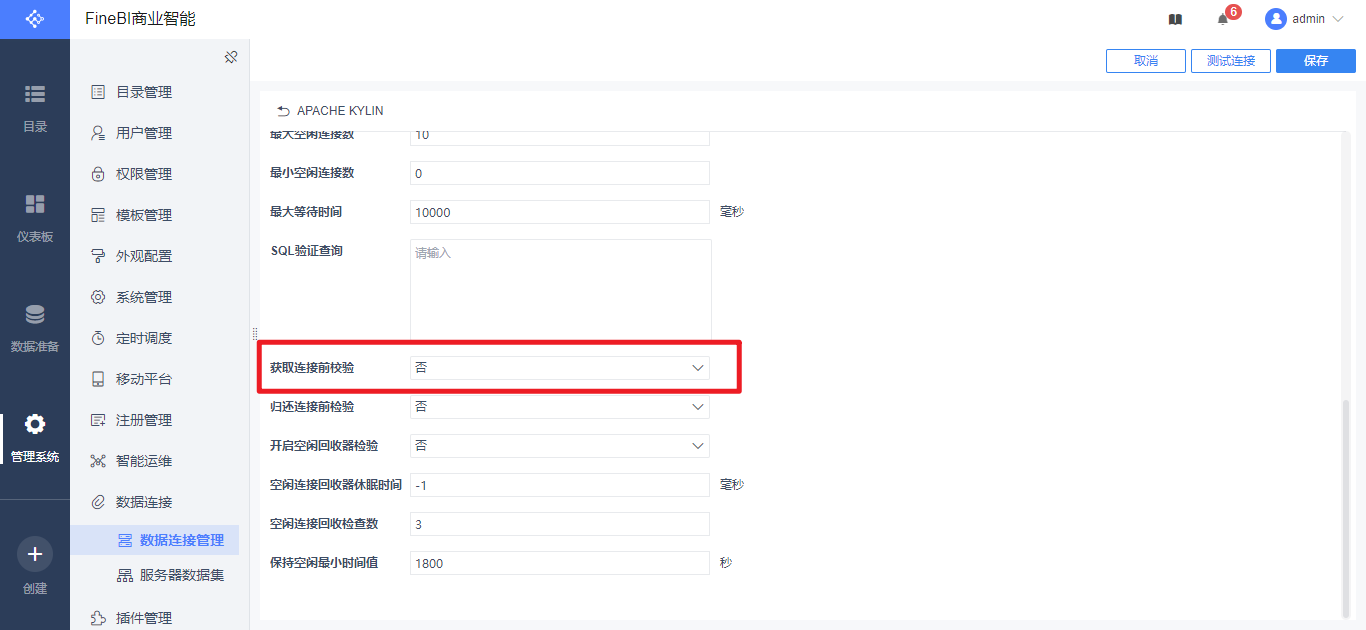 FineBI商业智能
6
admin
目录
仪表板
数据准备
管理系统
创建
目录管理
用户管理
权限管理
模板管理
外观配置
系统管理
定时调度
移动平台
注册管理
智能运维
数据连接
数据连接管理
服务器数据集
插件管理
取消
测试连接
保存
APACHE KYLIN
最大空闲连接数 10
最小空闲连接数 0
最大等待时间 10000 毫秒
SQL验证查询 请输入
获取连接前校验 否
归还连接前检验 否
开启空闲回收器检验 否
空闲连接回收器休眠时间 -1 毫秒
空闲连接回收检查数 3
保持空闲最小时间值 1800 秒